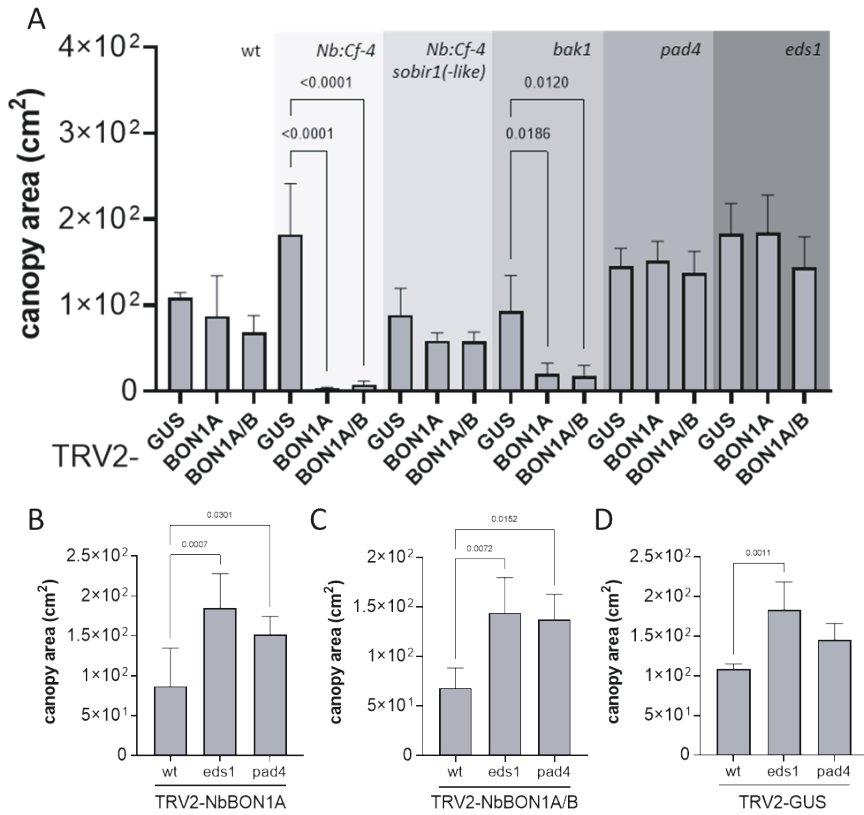 A
canopy area (cm²)
4×10²
3×10²
2×10²
1×10²
0
wt
Nb:Cf-4
Nb:Cf-4
sobir1(-like)
bak1
pad4
eds1
<0.0001
<0.0001
0.0120
0.0186
GUS BON1A BON1A/B GUS BON1A BON1A/B GUS BON1A BON1A/B GUS BON1A BON1A/B GUS BON1A BON1A/B GUS BON1A BON1A/B
TRV2-
B
canopy area (cm²)
2.5×10²
2×10²
1.5×10²
1×10²
5×10¹
0
0.0301
0.0007
wt eds1 pad4
TRV2-NbBON1A
C
canopy area (cm²)
2×10²
1.5×10²
1×10²
5×10¹
0
0.0152
0.0072
wt eds1 pad4
TRV2-NbBON1A/B
D
canopy area (cm²)
2.5×10²
2×10²
1.5×10²
1×10²
5×10¹
0
0.0011
wt eds1 pad4
TRV2-GUS